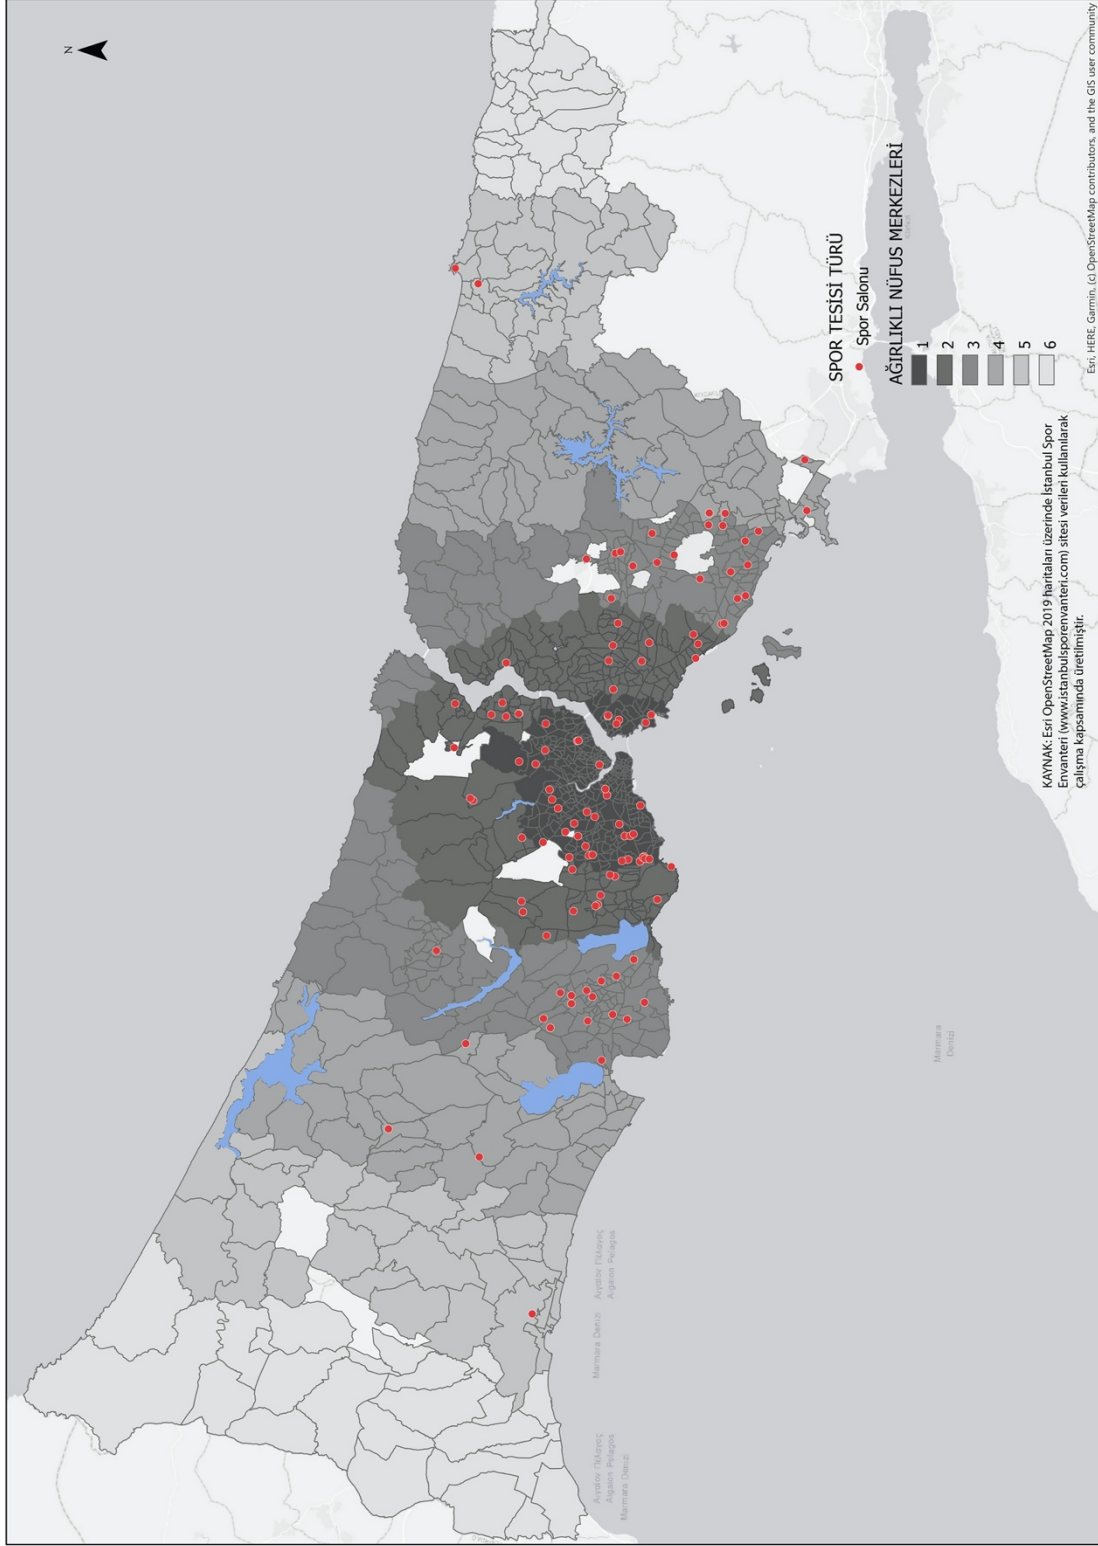 N
SPOR TESİSİ TÜRÜ
Spor Salonu
AĞIRLIKLI NÜFUS MERKEZLERİ
1
2
3
4
5
6
KAYNAK: Esri OpenStreetMap 2019 haritaları üzerinde İstanbul Spor
Envanteri (www.istanbulsporenvanteri.com) sitesi verileri kullanılarak
çalışma kapsamında üretilmiştir.
Esri, HERE, Garmin, (c) OpenStreetMap contributors, and the GIS user community
Marmara
Denizi
Αιγαίον Πέλαγος
Aigaion Pelagos
Marmara Denizi
Marmara Denizi
Αιγαίον Πέλαγος
Aigaion Pelagos